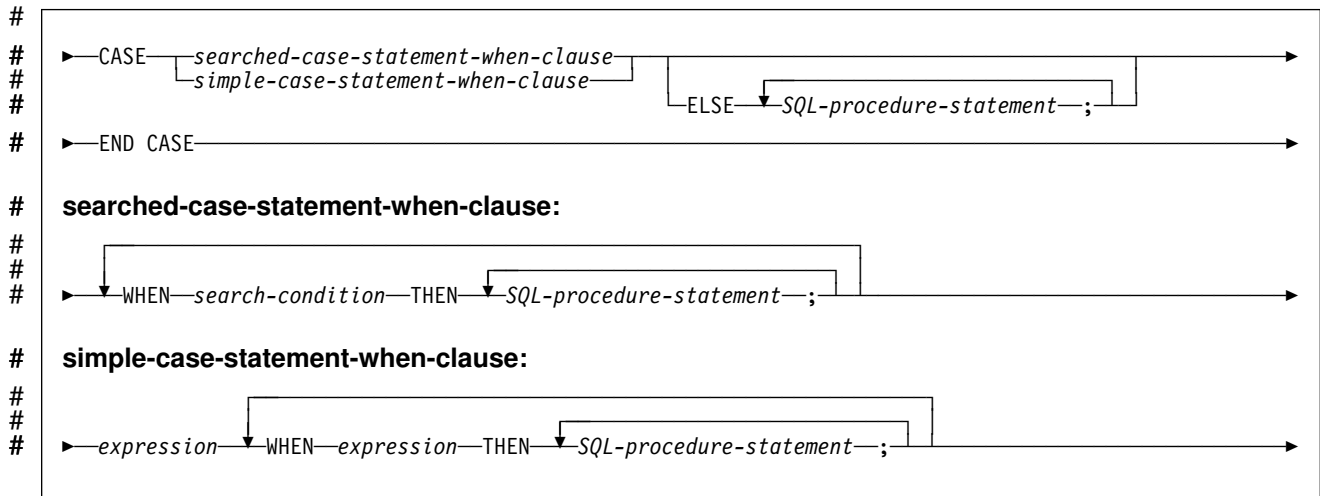 #
# CASE searched-case-statement-when-clause
# simple-case-statement-when-clause
# ELSE SQL-procedure-statement ;
# END CASE
# searched-case-statement-when-clause:
#
#
# WHEN search-condition THEN SQL-procedure-statement ;
# simple-case-statement-when-clause:
#
#
# expression WHEN expression THEN SQL-procedure-statement ;